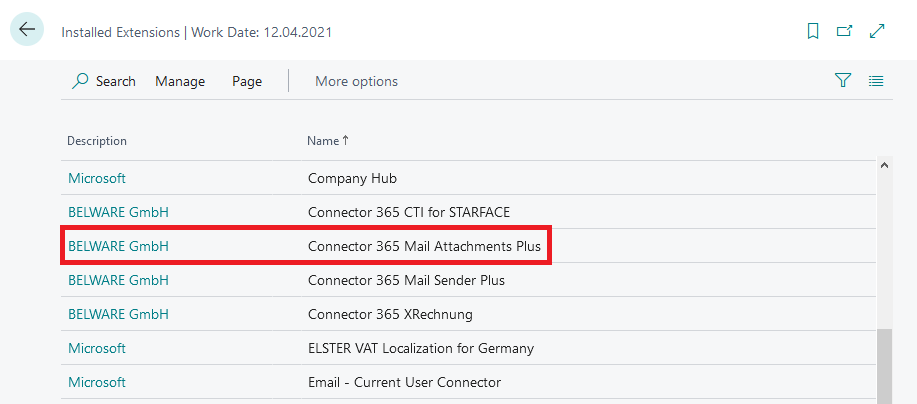 Installed Extensions | Work Date: 12.04.2021
Search Manage Page More options
Description Name ↑
Microsoft Company Hub
BELWARE GmbH Connector 365 CTI for STARFACE
BELWARE GmbH Connector 365 Mail Attachments Plus
BELWARE GmbH Connector 365 Mail Sender Plus
BELWARE GmbH Connector 365 XRechnung
Microsoft ELSTER VAT Localization for Germany
Microsoft Email - Current User Connector